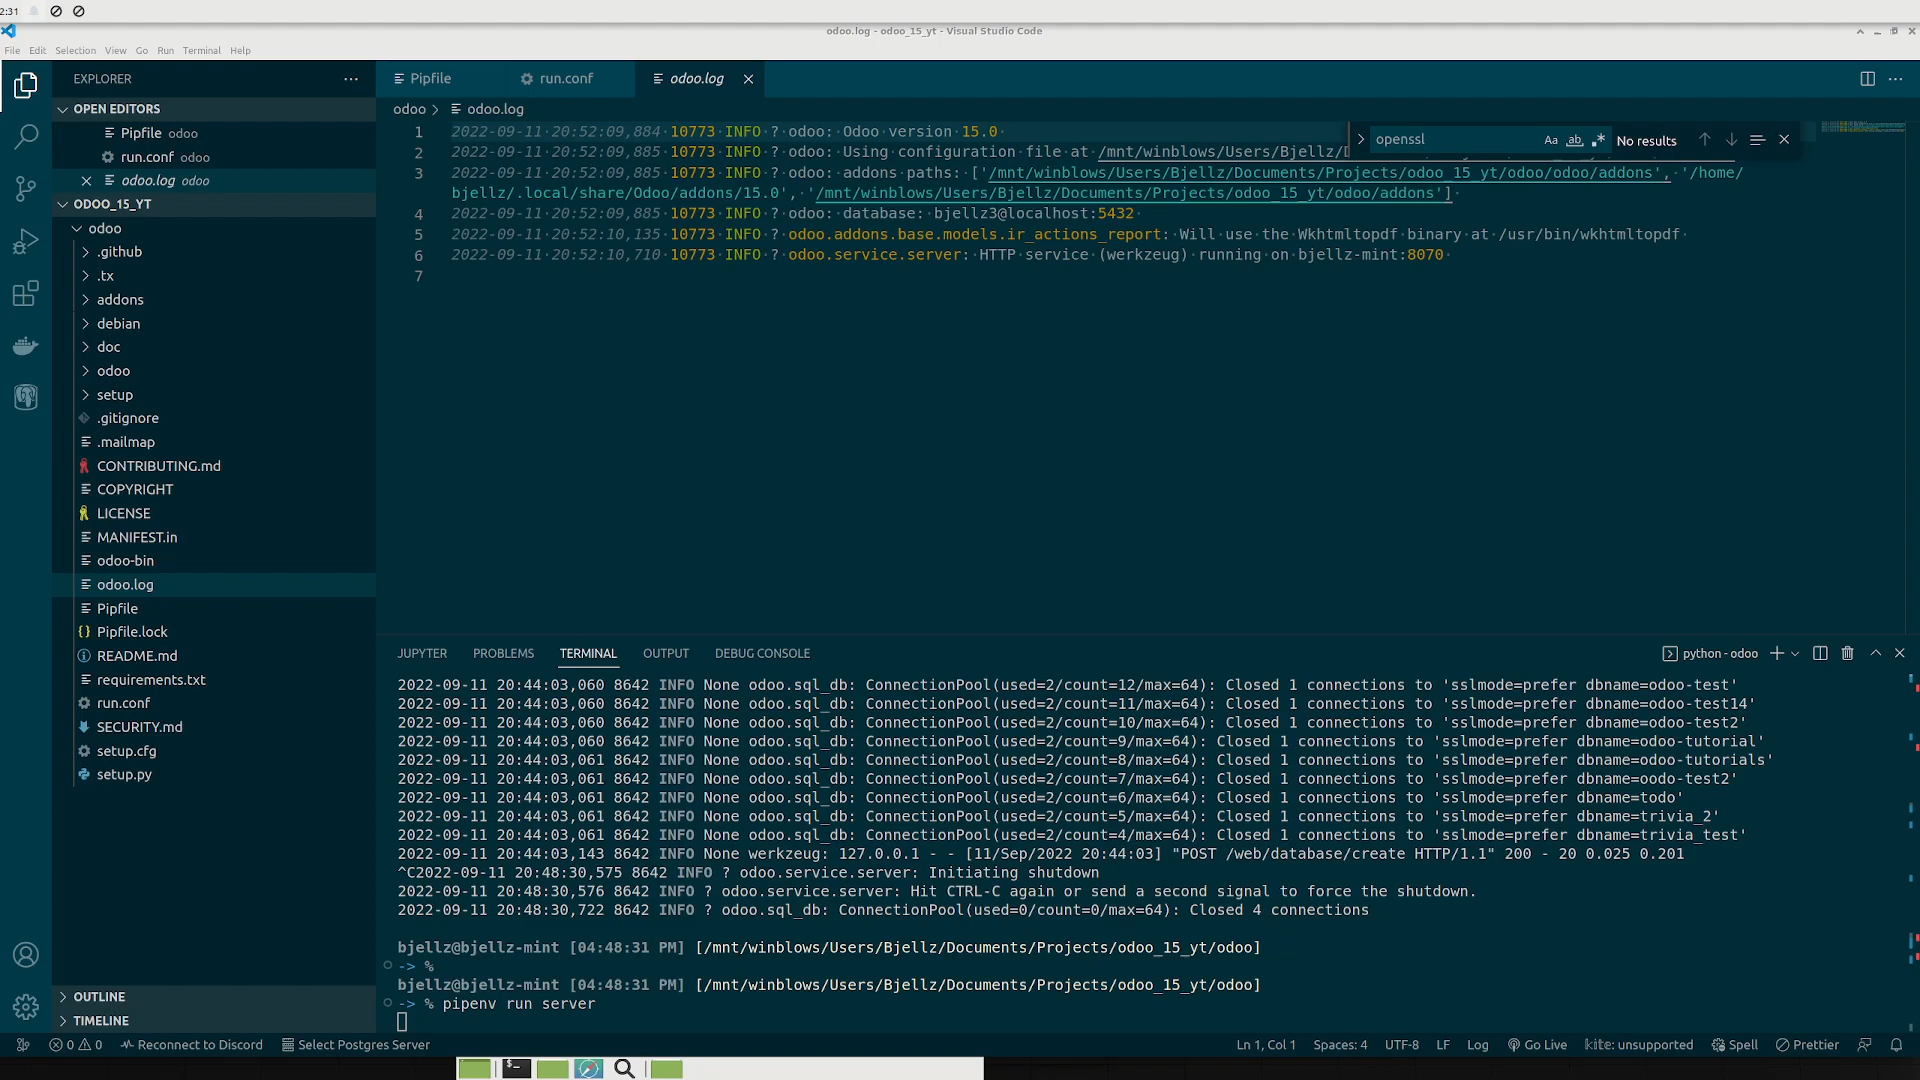 2:31
odoo.log - odoo_15_yt - Visual Studio Code
File Edit Selection View Go Run Terminal Help
EXPLORER
OPEN EDITORS
Pipfile odoo
run.conf odoo
odoo.log odoo
ODOO_15_YT
odoo
.github
.tx
addons
debian
doc
odoo
setup
.gitignore
.mailmap
CONTRIBUTING.md
COPYRIGHT
LICENSE
MANIFEST.in
odoo-bin
odoo.log
Pipfile
Pipfile.lock
README.md
requirements.txt
run.conf
SECURITY.md
setup.cfg
setup.py
OUTLINE
TIMELINE
Pipfile run.conf odoo.log
odoo > odoo.log
openssl Aa ab .* No results
1 2022-09-11 20:52:09,884 10773 INFO ? odoo: Odoo version 15.0
2 2022-09-11 20:52:09,885 10773 INFO ? odoo: Using configuration file at /mnt/winblows/Users/Bjellz/
3 2022-09-11 20:52:09,885 10773 INFO ? odoo: addons paths: ['/mnt/winblows/Users/Bjellz/Documents/Projects/odoo_15_yt/odoo/odoo/addons', '/home/
bjellz/.local/share/Odoo/addons/15.0', '/mnt/winblows/Users/Bjellz/Documents/Projects/odoo_15_yt/odoo/addons']
4 2022-09-11 20:52:09,885 10773 INFO ? odoo: database: bjellz3@localhost:5432
5 2022-09-11 20:52:10,135 10773 INFO ? odoo.addons.base.models.ir_actions_report: Will use the Wkhtmltopdf binary at /usr/bin/wkhtmltopdf
6 2022-09-11 20:52:10,710 10773 INFO ? odoo.service.server: HTTP service (werkzeug) running on bjellz-mint:8070
7
JUPYTER PROBLEMS TERMINAL OUTPUT DEBUG CONSOLE
python - odoo
2022-09-11 20:44:03,060 8642 INFO None odoo.sql_db: ConnectionPool(used=2/count=12/max=64): Closed 1 connections to 'sslmode=prefer dbname=odoo-test'
2022-09-11 20:44:03,060 8642 INFO None odoo.sql_db: ConnectionPool(used=2/count=11/max=64): Closed 1 connections to 'sslmode=prefer dbname=odoo-test14'
2022-09-11 20:44:03,060 8642 INFO None odoo.sql_db: ConnectionPool(used=2/count=10/max=64): Closed 1 connections to 'sslmode=prefer dbname=odoo-test2'
2022-09-11 20:44:03,060 8642 INFO None odoo.sql_db: ConnectionPool(used=2/count=9/max=64): Closed 1 connections to 'sslmode=prefer dbname=odoo-tutorial'
2022-09-11 20:44:03,061 8642 INFO None odoo.sql_db: ConnectionPool(used=2/count=8/max=64): Closed 1 connections to 'sslmode=prefer dbname=odoo-tutorials'
2022-09-11 20:44:03,061 8642 INFO None odoo.sql_db: ConnectionPool(used=2/count=7/max=64): Closed 1 connections to 'sslmode=prefer dbname=oodo-test2'
2022-09-11 20:44:03,061 8642 INFO None odoo.sql_db: ConnectionPool(used=2/count=6/max=64): Closed 1 connections to 'sslmode=prefer dbname=todo'
2022-09-11 20:44:03,061 8642 INFO None odoo.sql_db: ConnectionPool(used=2/count=5/max=64): Closed 1 connections to 'sslmode=prefer dbname=trivia_2'
2022-09-11 20:44:03,061 8642 INFO None odoo.sql_db: ConnectionPool(used=2/count=4/max=64): Closed 1 connections to 'sslmode=prefer dbname=trivia_test'
2022-09-11 20:44:03,143 8642 INFO None werkzeug: 127.0.0.1 - - [11/Sep/2022 20:44:03] "POST /web/database/create HTTP/1.1" 200 - 20 0.025 0.201
^C2022-09-11 20:48:30,575 8642 INFO ? odoo.service.server: Initiating shutdown
2022-09-11 20:48:30,576 8642 INFO ? odoo.service.server: Hit CTRL-C again or send a second signal to force the shutdown.
2022-09-11 20:48:30,722 8642 INFO ? odoo.sql_db: ConnectionPool(used=0/count=0/max=64): Closed 4 connections
bjellz@bjellz-mint [04:48:31 PM] [/mnt/winblows/Users/Bjellz/Documents/Projects/odoo_15_yt/odoo]
-> %
bjellz@bjellz-mint [04:48:31 PM] [/mnt/winblows/Users/Bjellz/Documents/Projects/odoo_15_yt/odoo]
-> % pipenv run server
0 0 Reconnect to Discord Select Postgres Server Ln 1, Col 1 Spaces: 4 UTF-8 LF Log Go Live kite: unsupported Spell Prettier